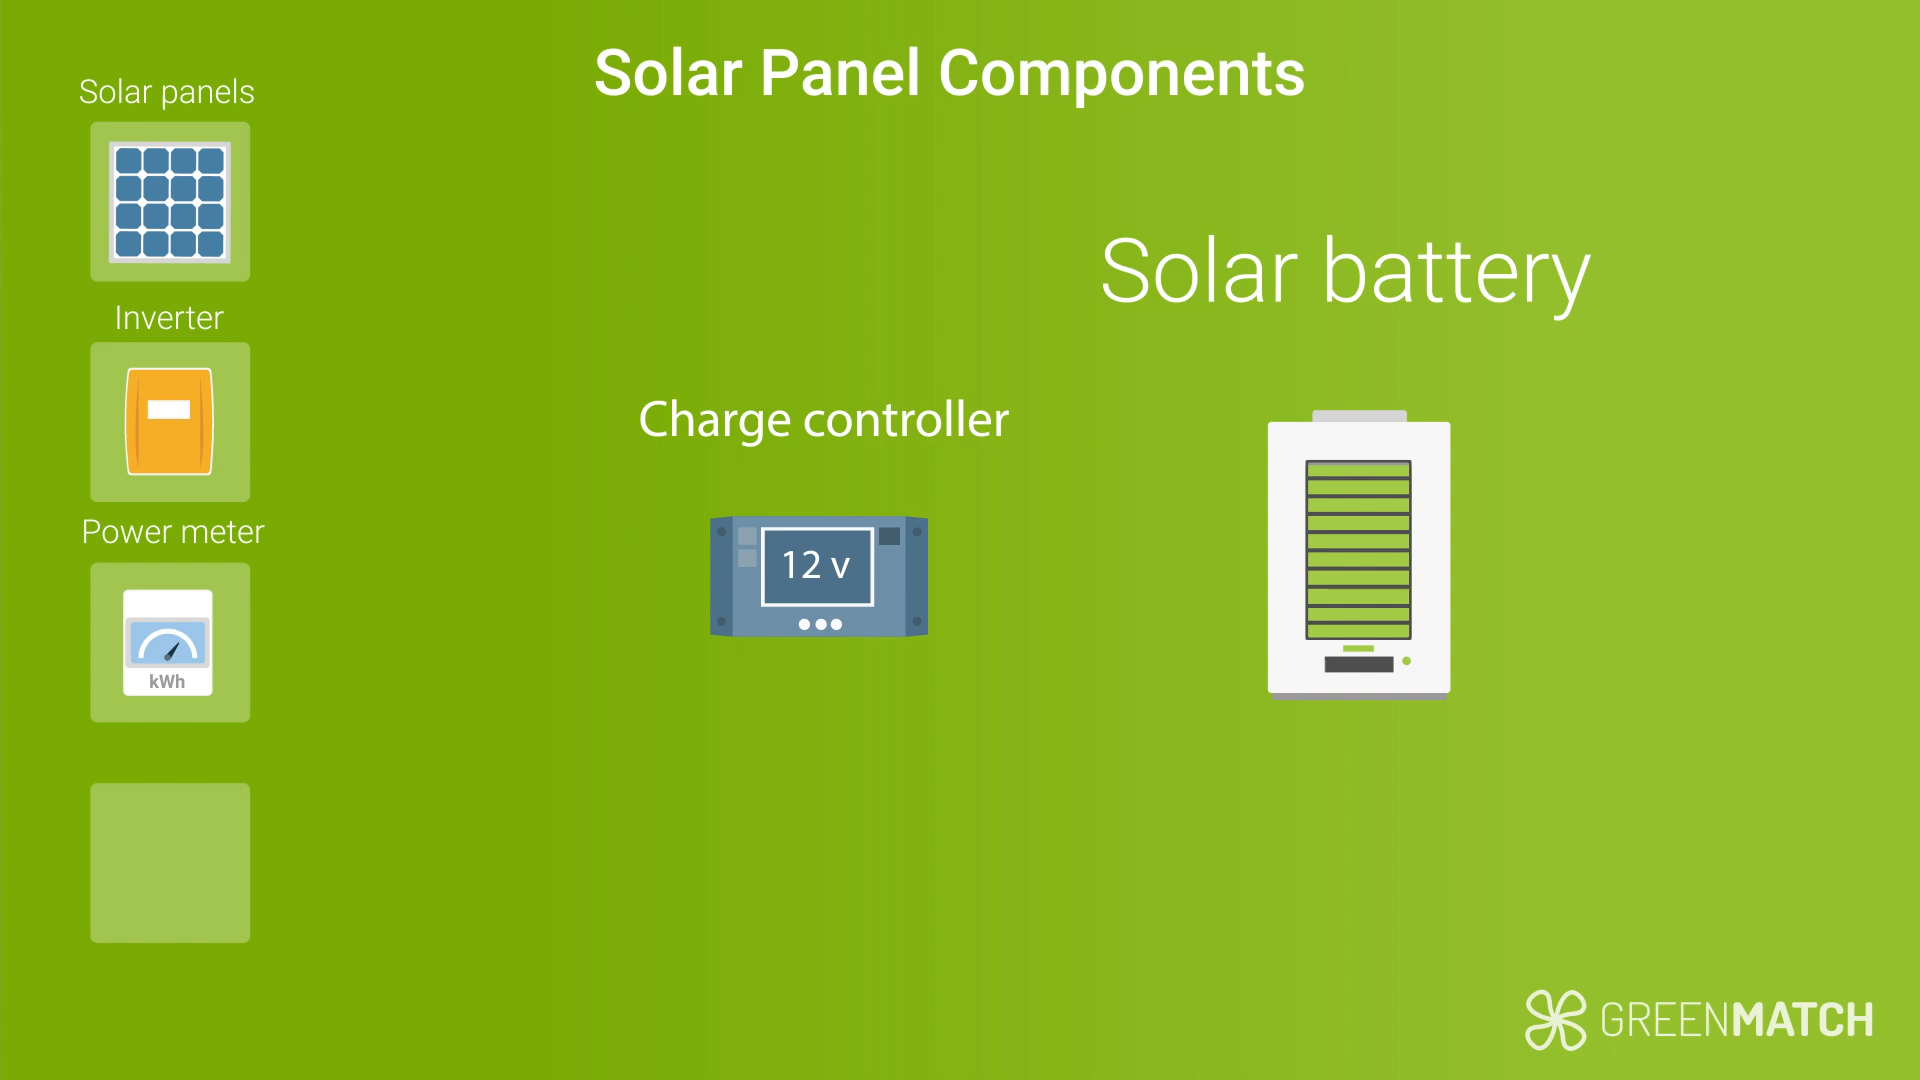 Solar Panel Components
Solar panels
Inverter
Power meter
kWh
Solar battery
Charge controller
12 v
GREENMATCH